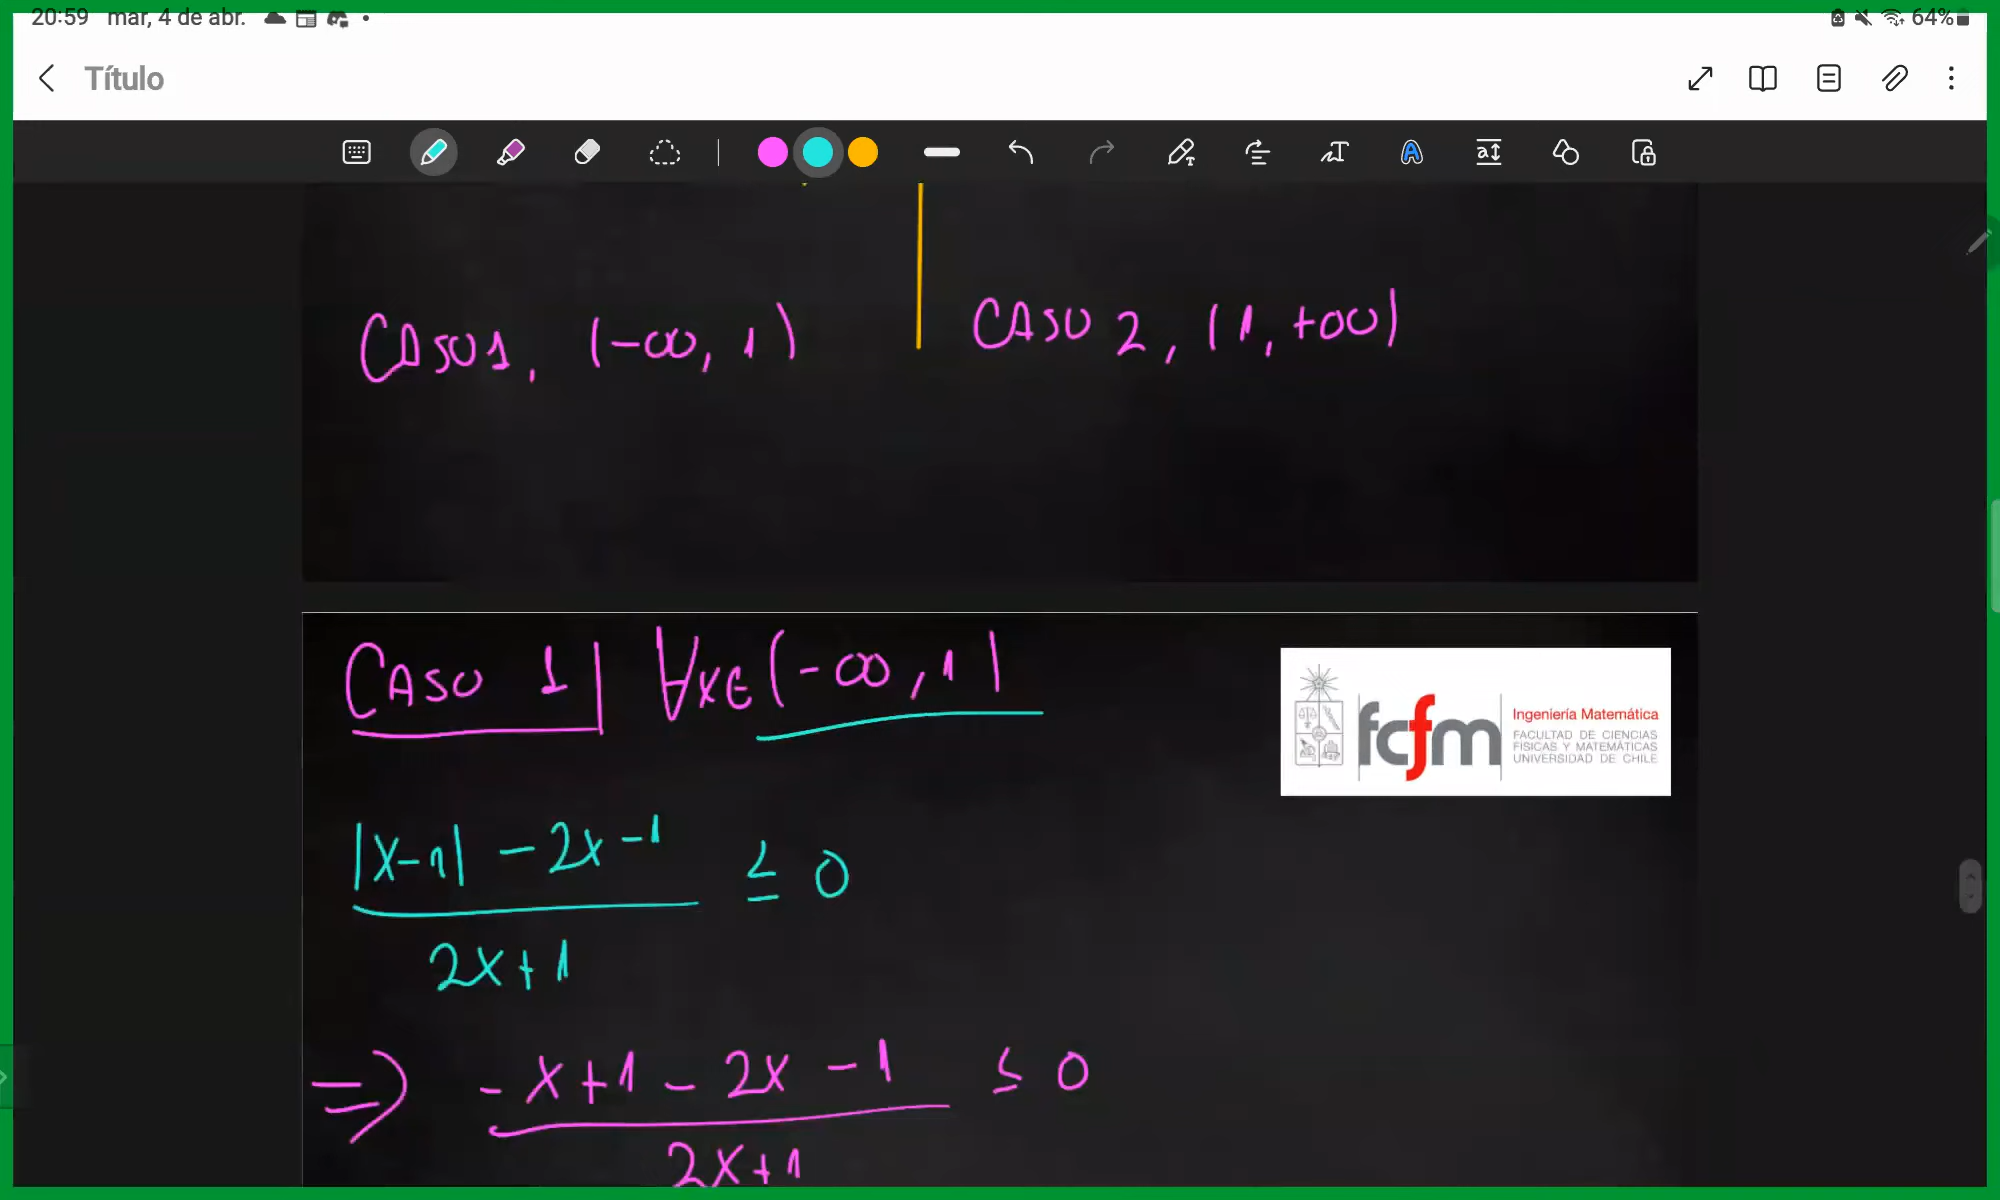 20:59 mar, 4 de abr. 64%
Título
CASO 1, (-∞, 1)
CASO 2, (1, +∞)
CASO 1 ∀x∈(-∞, 1)
|x-1| - 2x - 1 ≤ 0
2x+1
⇒ -x+1 - 2x - 1 ≤ 0
2x+1
fcfm
Ingeniería Matemática
FACULTAD DE CIENCIAS
FÍSICAS Y MATEMÁTICAS
UNIVERSIDAD DE CHILE